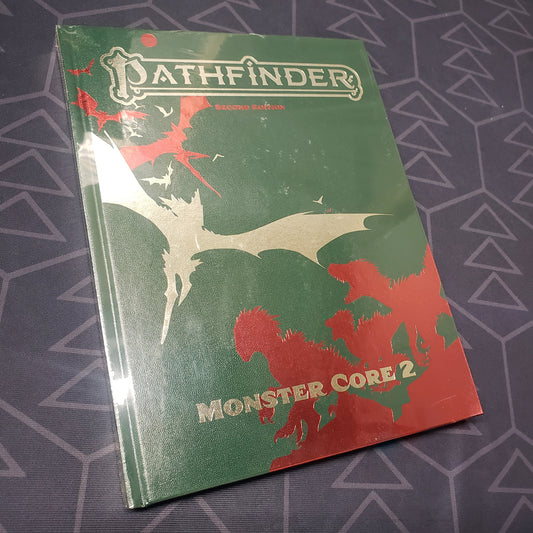 PATHFINDER
SECOND EDITION
MONSTER CORE 2